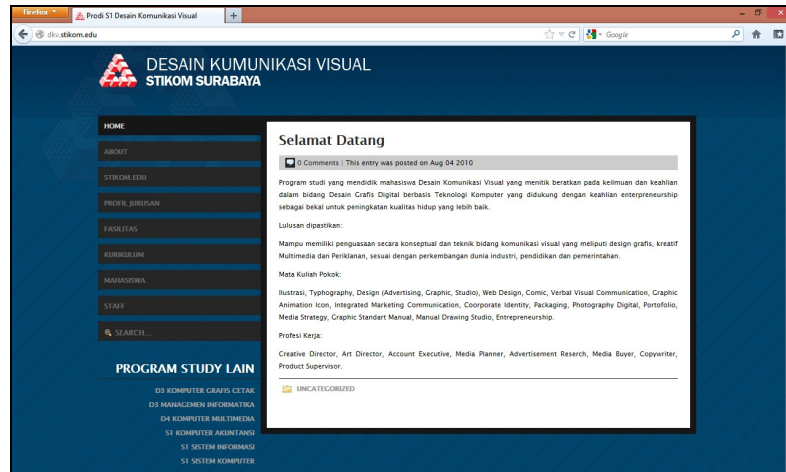 Firefox
Prodi S1 Desain Komunikasi Visual
dkv.stikom.edu
Google
DESAIN KUMUNIKASI VISUAL
STIKOM SURABAYA
HOME
ABOUT
STIKOM.EDU
PROFIL JURUSAN
FASILITAS
KURIKULUM
MAHASISWA
STAFF
SEARCH...
PROGRAM STUDY LAIN
D3 KOMPUTER GRAFIS CETAK
D3 MANAGEMEN INFORMATIKA
D4 KOMPUTER MULTIMEDIA
S1 KOMPUTER AKUNTANSI
S1 SISTEM INFORMASI
S1 SISTEM KOMPUTER
Selamat Datang
0 Comments | This entry was posted on Aug 04 2010
Program studi yang mendidik mahasiswa Desain Komunikasi Visual yang menitik beratkan pada keilmuan dan keahlian
dalam bidang Desain Grafis Digital berbasis Teknologi Komputer yang didukung dengan keahlian enterpreneurship
sebagai bekal untuk peningkatan kualitas hidup yang lebih baik.
Lulusan dipastikan:
Mampu memiliki penguasaan secara konseptual dan teknik bidang komunikasi visual yang meliputi design grafis, kreatif
Multimedia dan Periklanan, sesuai dengan perkembangan dunia industri, pendidikan dan pemerintahan.
Mata Kuliah Pokok:
Ilustrasi, Typhography, Design (Advertising, Graphic, Studio), Web Design, Comic, Verbal Visual Communication, Graphic
Animation Icon, Integrated Marketing Communication, Coorporate Identity, Packaging, Photography Digital, Portofolio,
Media Strategy, Graphic Standart Manual, Manual Drawing Studio, Entrepreneurship.
Profesi Kerja:
Creative Director, Art Director, Account Executive, Media Planner, Advertisement Reserch, Media Buyer, Copywriter,
Product Supervisor.
UNCATEGORIZED